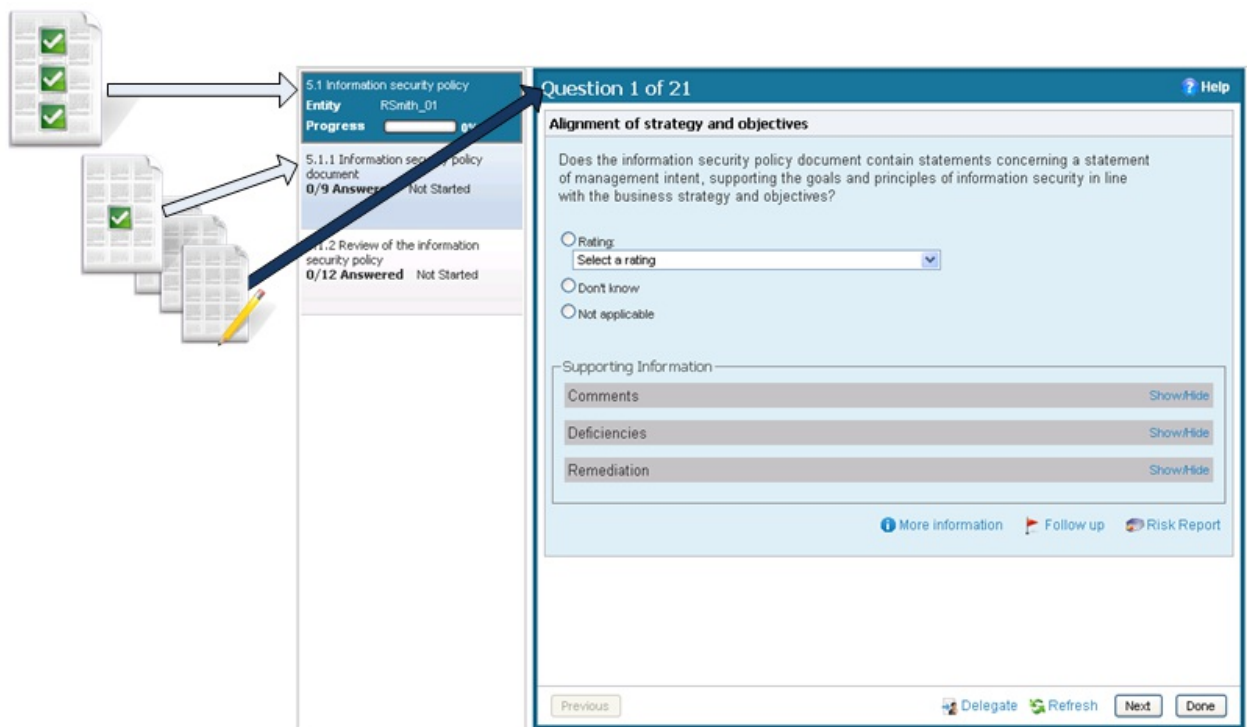 5.1 Information security policy
Entity RSmith_01
Progress 0%
5.1.1 Information security policy
document
0/9 Answered Not Started
.2 Review of the information
security policy
0/12 Answered Not Started
Question 1 of 21
Help
Alignment of strategy and objectives
Does the information security policy document contain statements concerning a statement
of management intent, supporting the goals and principles of information security in line
with the business strategy and objectives?
Rating:
Select a rating
Don't know
Not applicable
Supporting Information
Comments Show/Hide
Deficiencies Show/Hide
Remediation Show/Hide
More information Follow up Risk Report
Previous Delegate Refresh Next Done